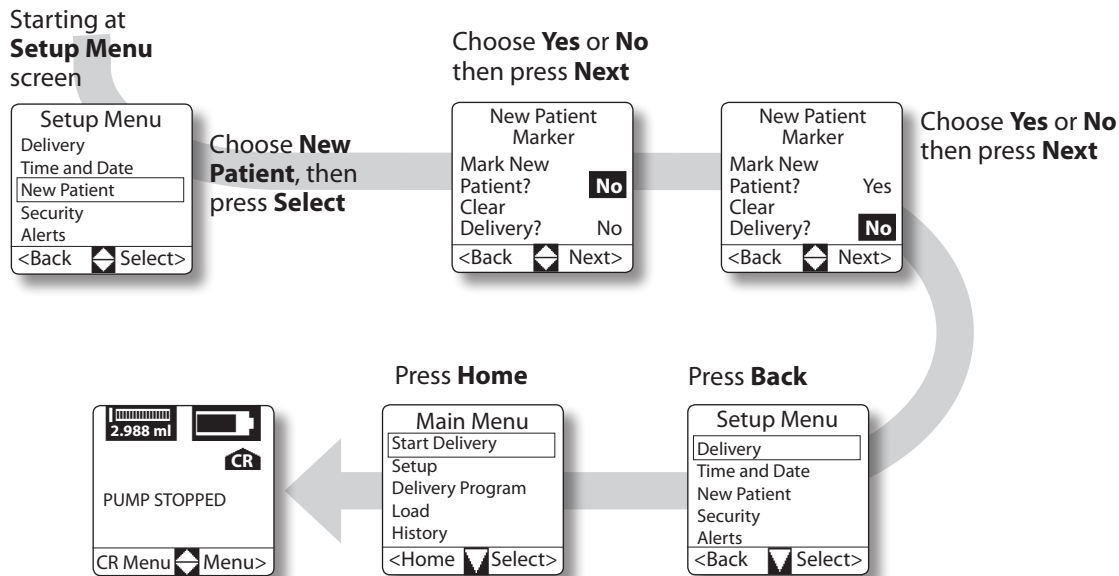 Starting at
Setup Menu
screen
Setup Menu
Delivery
Time and Date
New Patient
Security
Alerts
<Back Select>
Choose New
Patient, then
press Select
Choose Yes or No
then press Next
New Patient
Marker
Mark New
Patient? No
Clear
Delivery? No
<Back Next>
New Patient
Marker
Mark New
Patient? Yes
Clear
Delivery? No
<Back Next>
Choose Yes or No
then press Next
Press Back
Setup Menu
Delivery
Time and Date
New Patient
Security
Alerts
<Back Select>
Press Home
Main Menu
Start Delivery
Setup
Delivery Program
Load
History
<Home Select>
2.988 ml
CR
PUMP STOPPED
CR Menu Menu>